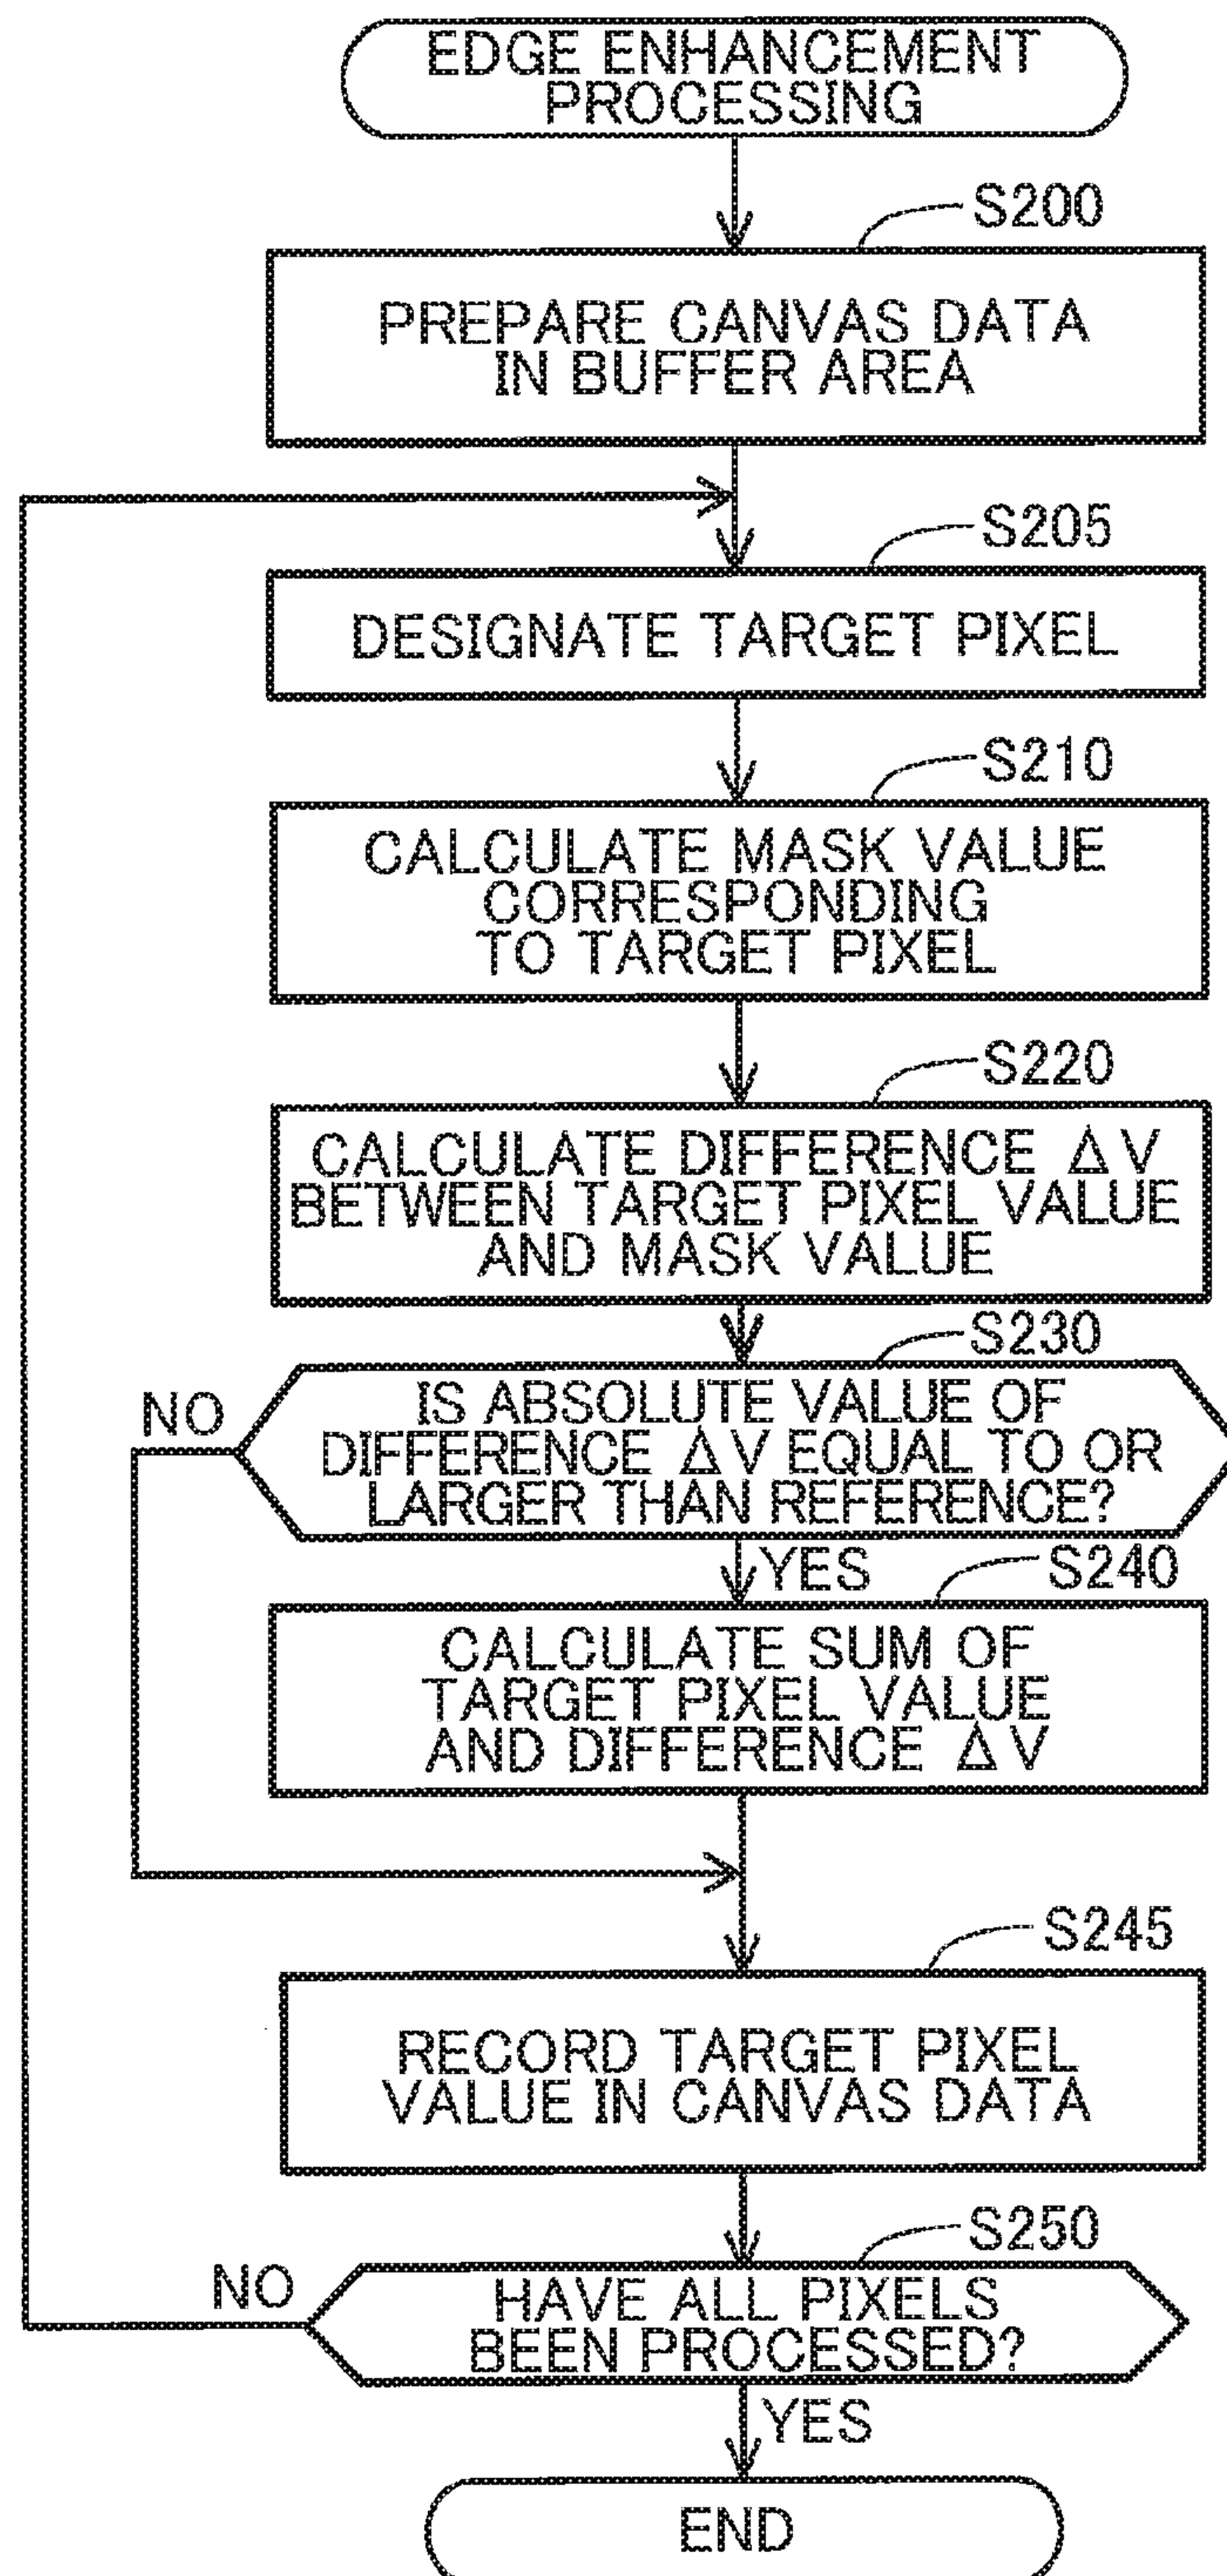 EDGE ENHANCEMENT
PROCESSING
S200
PREPARE CANVAS DATA
IN BUFFER AREA
S205
DESIGNATE TARGET PIXEL
S210
CALCULATE MASK VALUE
CORRESPONDING
TO TARGET PIXEL
S220
CALCULATE DIFFERENCE ΔV
BETWEEN TARGET PIXEL VALUE
AND MASK VALUE
S230
NO
IS ABSOLUTE VALUE OF
DIFFERENCE ΔV EQUAL TO OR
LARGER THAN REFERENCE?
YES
S240
CALCULATE SUM OF
TARGET PIXEL VALUE
AND DIFFERENCE ΔV
S245
RECORD TARGET PIXEL
VALUE IN CANVAS DATA
S250
NO
HAVE ALL PIXELS
BEEN PROCESSED?
YES
END